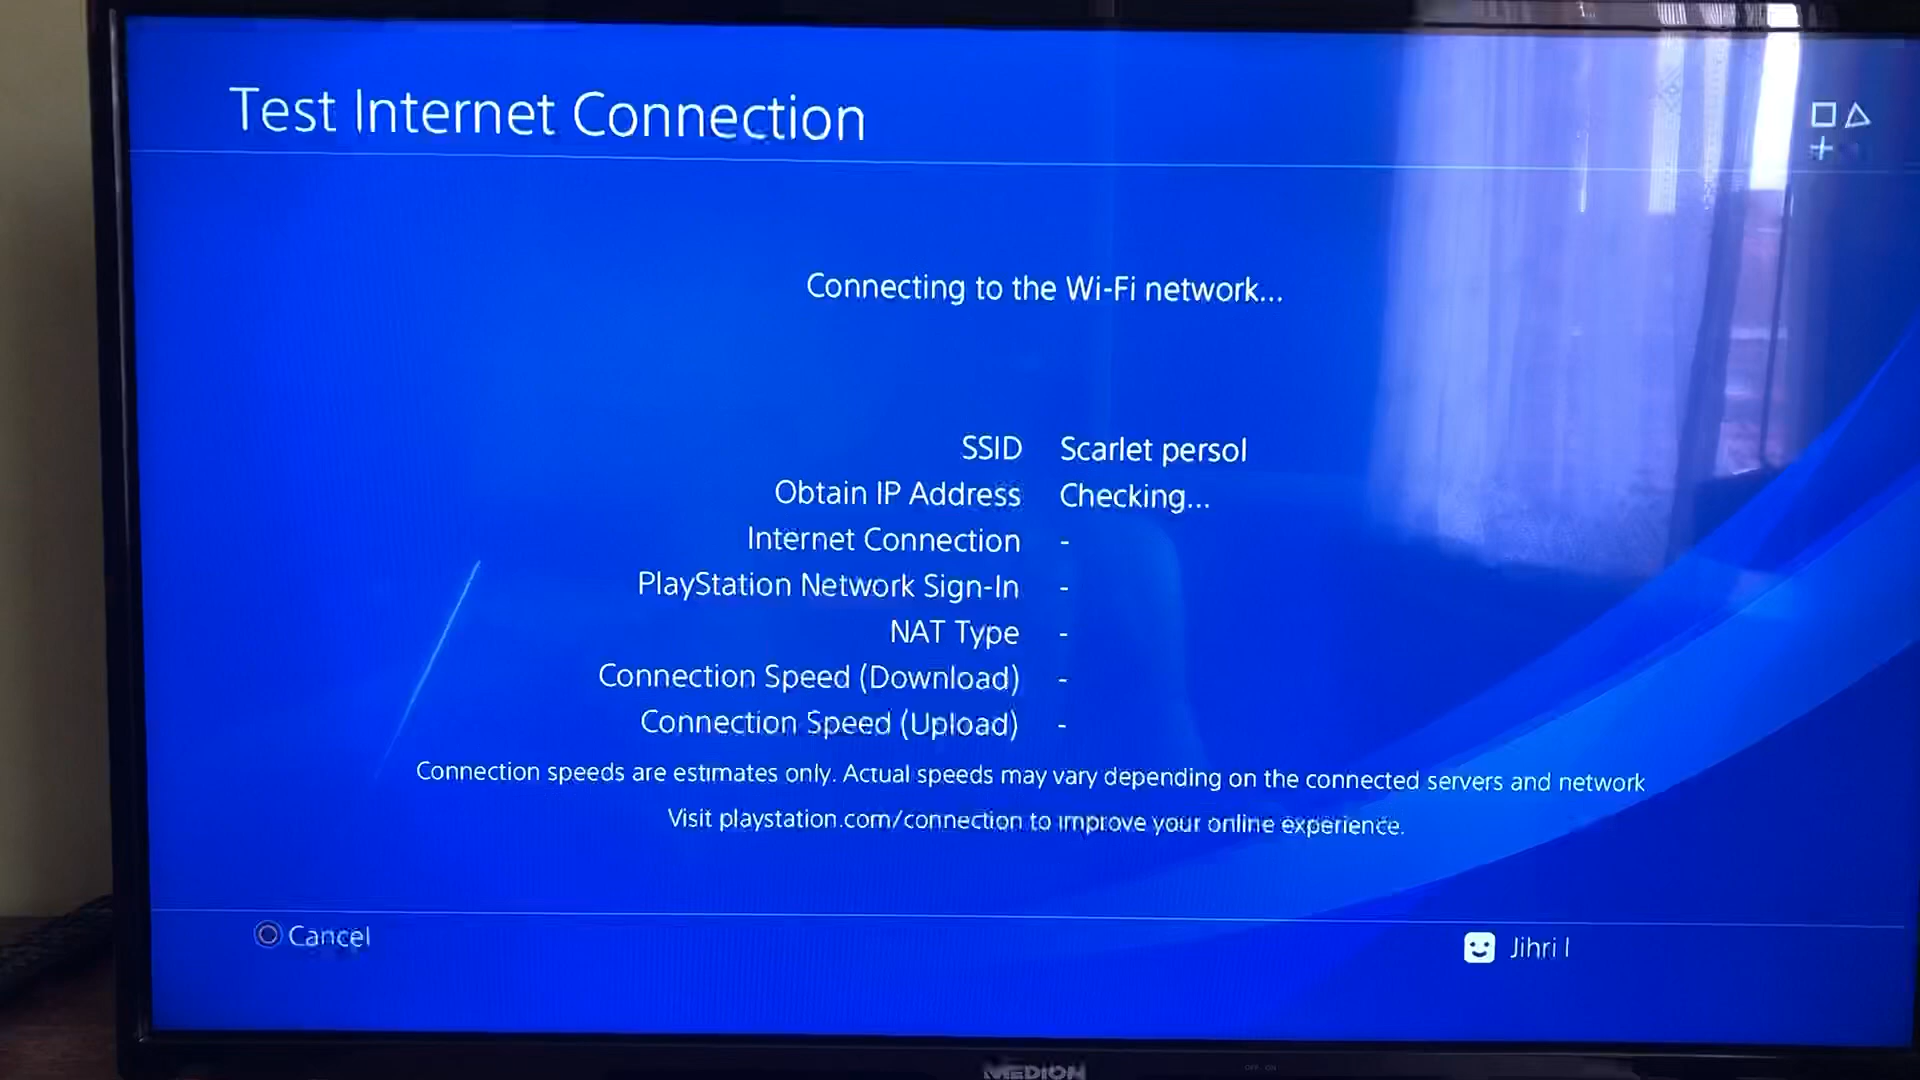 Test Internet Connection
Connecting to the Wi-Fi network...
SSID Scarlet persol
Obtain IP Address Checking...
Internet Connection -
PlayStation Network Sign-In -
NAT Type -
Connection Speed (Download) -
Connection Speed (Upload) -
Connection speeds are estimates only. Actual speeds may vary depending on the connected servers and network
Visit playstation.com/connection to improve your online experience.
Cancel
Jihri l
MEDION